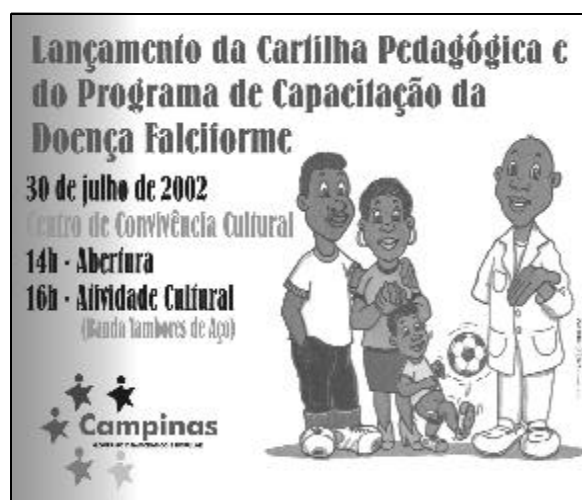 Lançamento da Cartilha Pedagógica e
do Programa de Capacitação da
Doença Falciforme
30 de julho de 2002
Centro de Convivência Cultural
14h - Abertura
16h - Atividade Cultural
(Banda Tambores de Aço)
Campinas